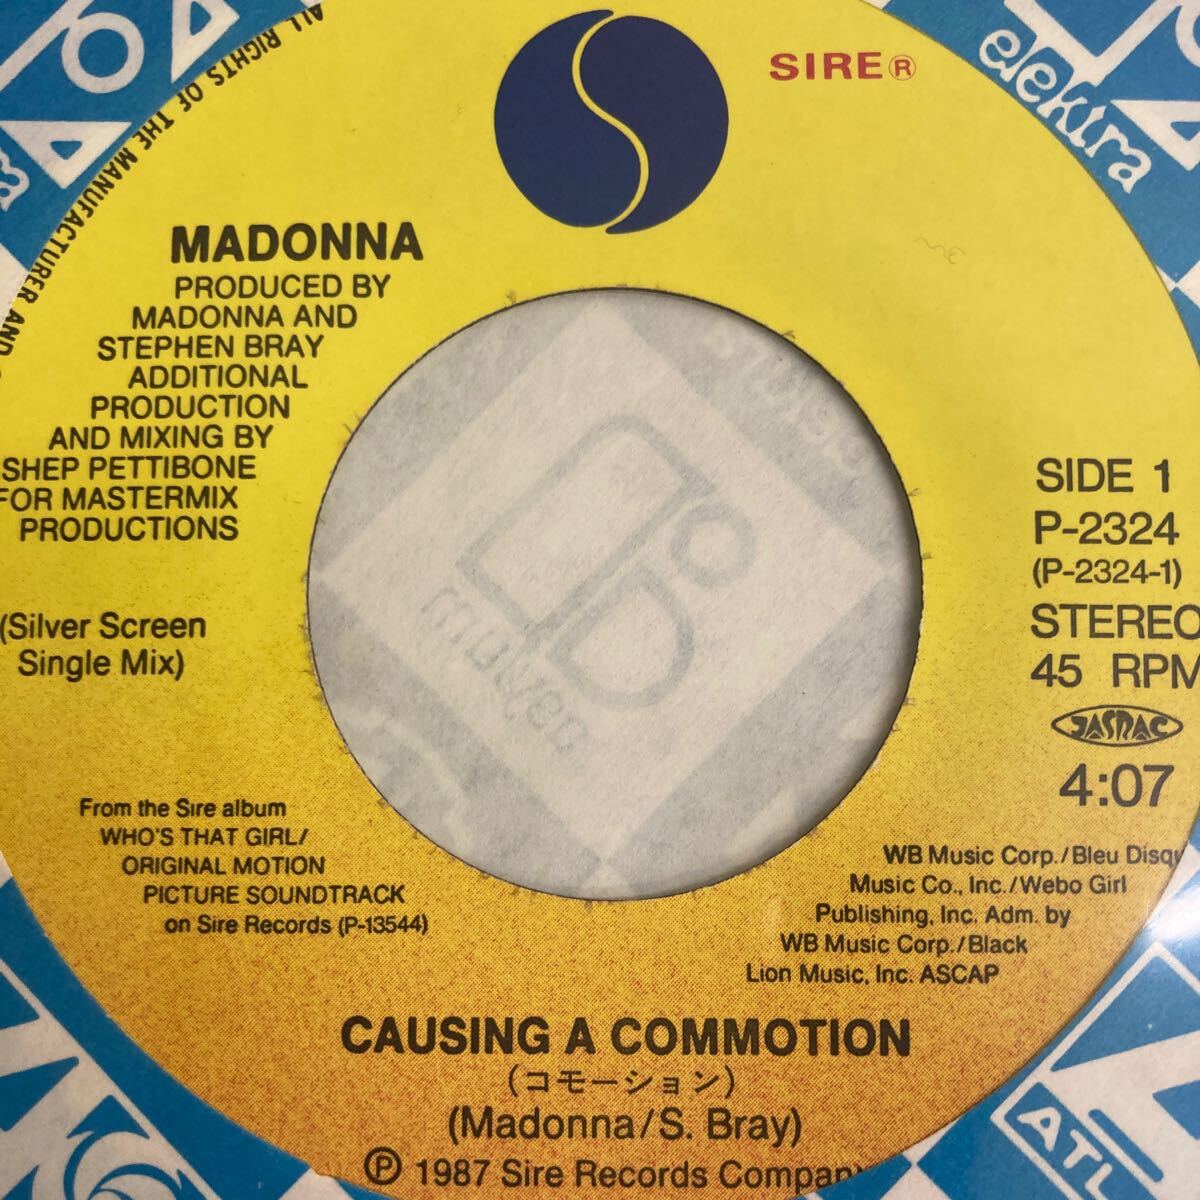 ALL RIGHTS OF THE MANUFACTURER AND
SIRE®
elektra
MADONNA
PRODUCED BY
MADONNA AND
STEPHEN BRAY
ADDITIONAL
PRODUCTION
AND MIXING BY
SHEP PETTIBONE
FOR MASTERMIX
PRODUCTIONS
(Silver Screen
Single Mix)
SIDE 1
P-2324
(P-2324-1)
STEREO
45 RPM
JASRAC
4:07
From the Sire album
WHO'S THAT GIRL/
ORIGINAL MOTION
PICTURE SOUNDTRACK
on Sire Records (P-13544)
WB Music Corp./Bleu Disqu
Music Co., Inc./Webo Girl
Publishing, Inc. Adm. by
WB Music Corp./Black
Lion Music, Inc. ASCAP
CAUSING A COMMOTION
(コモーション)
(Madonna/S. Bray)
Ⓟ 1987 Sire Records Company
ATL